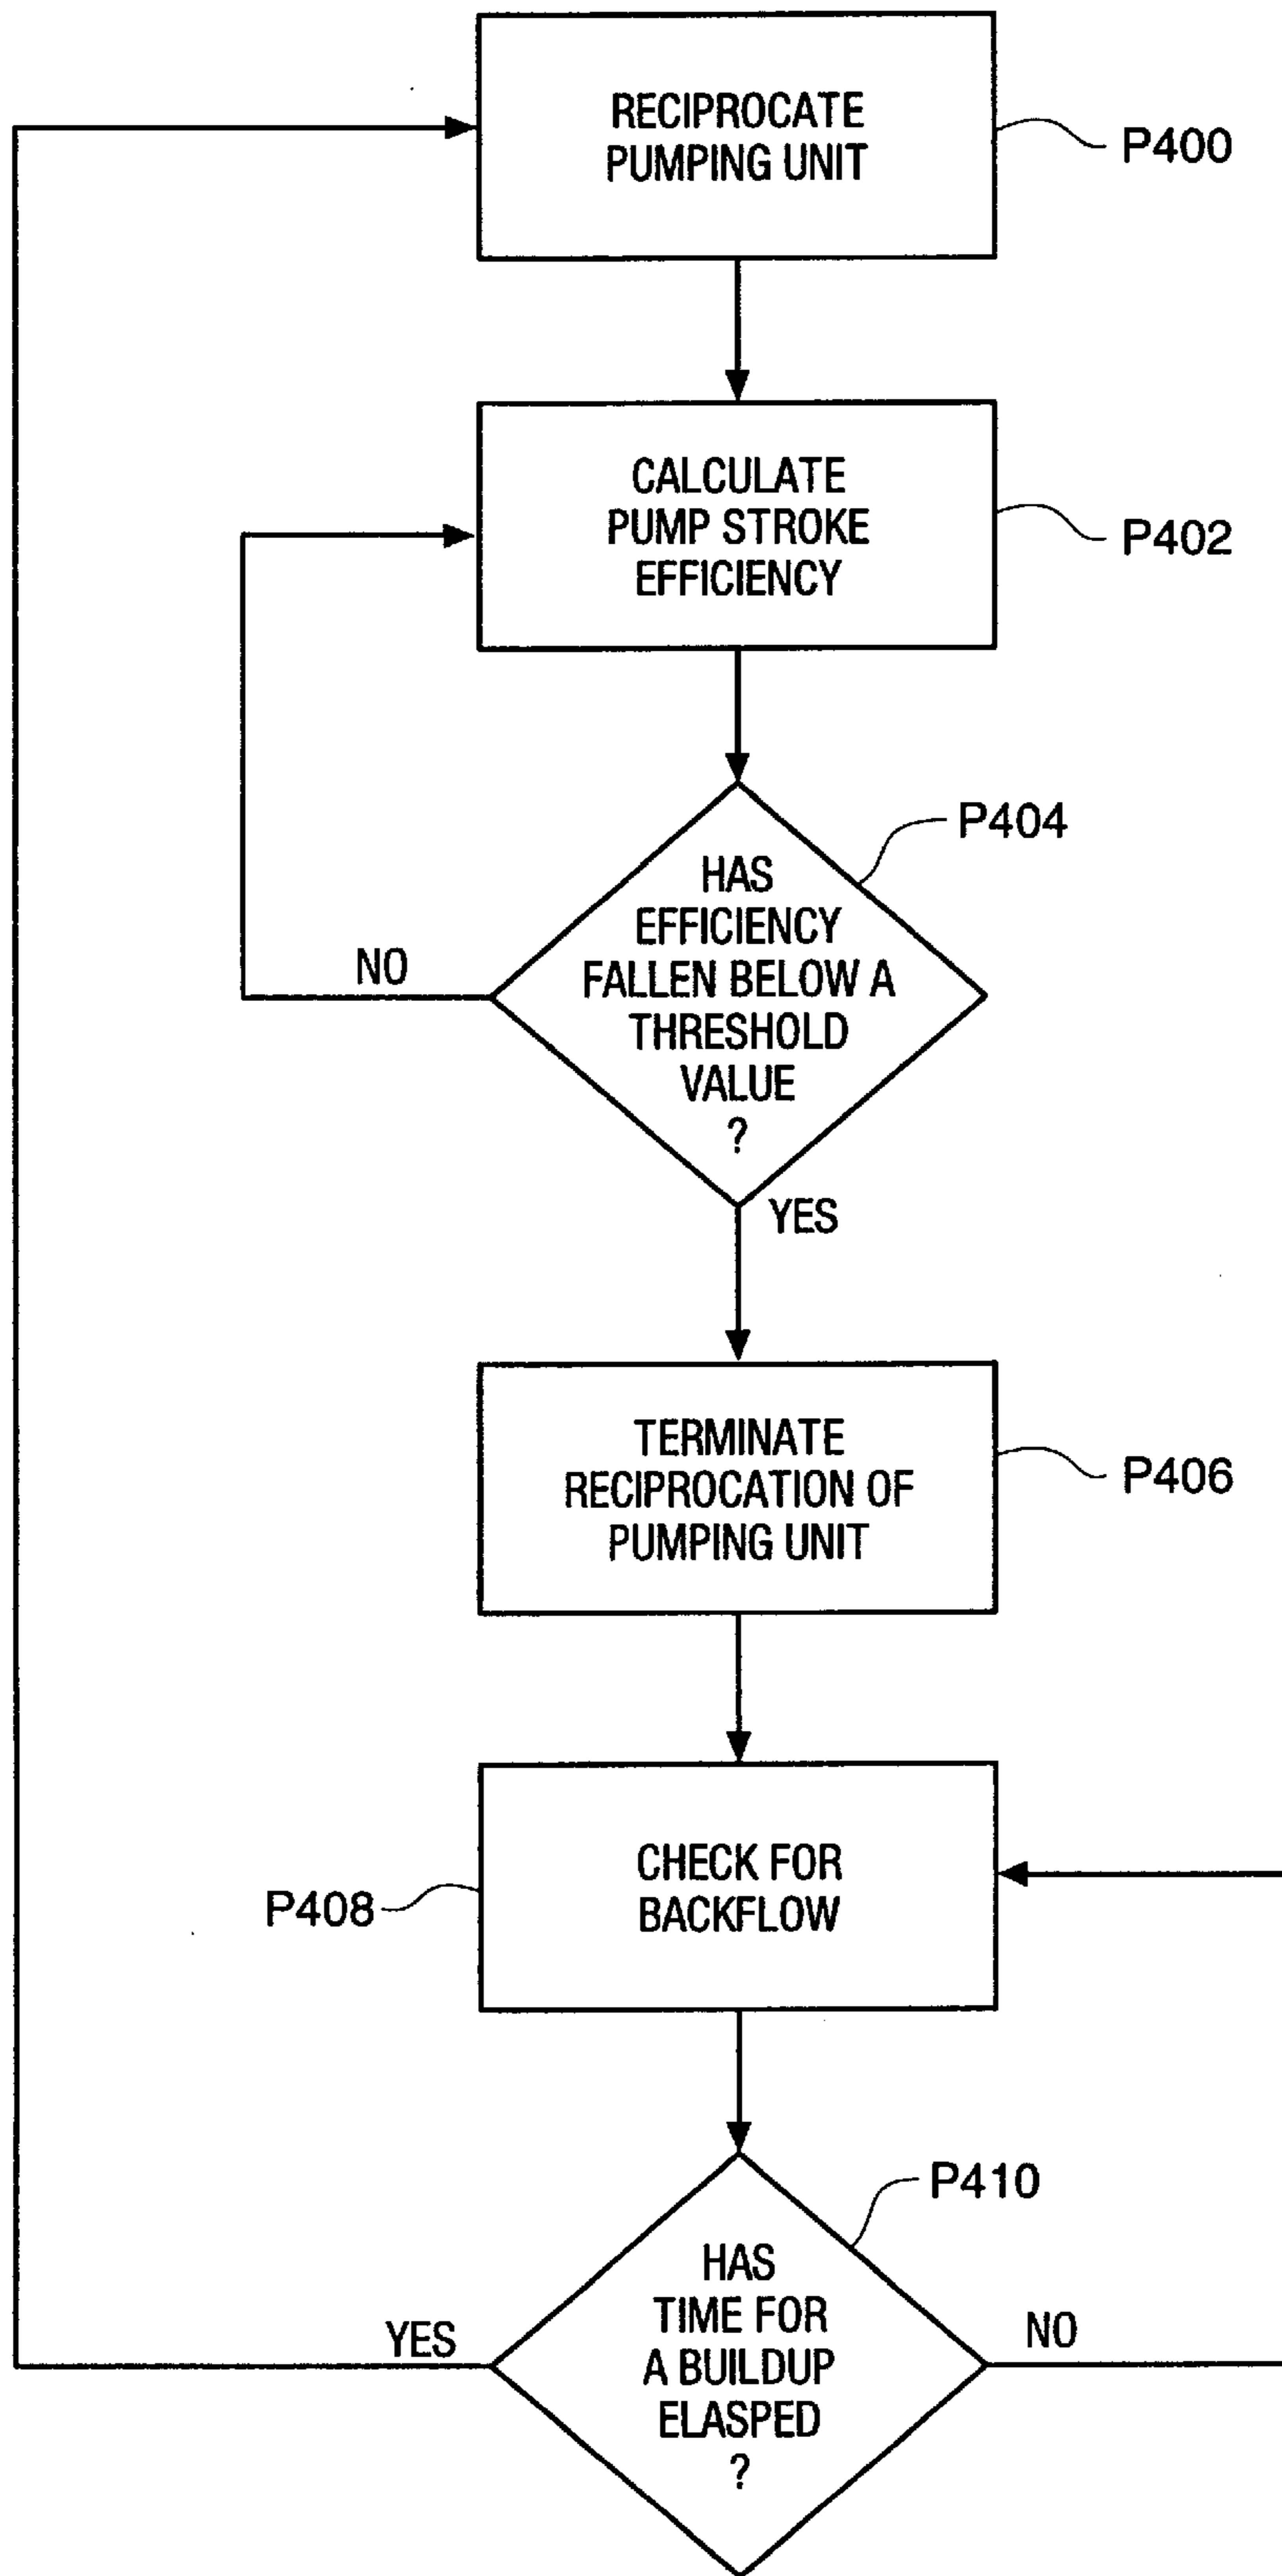 RECIPROCATE
PUMPING UNIT
P400
CALCULATE
PUMP STROKE
EFFICIENCY
P402
P404
HAS
EFFICIENCY
FALLEN BELOW A
THRESHOLD
VALUE
?
NO
YES
TERMINATE
RECIPROCATION OF
PUMPING UNIT
P406
CHECK FOR
BACKFLOW
P408
P410
HAS
TIME FOR
A BUILDUP
ELASPED
?
YES
NO